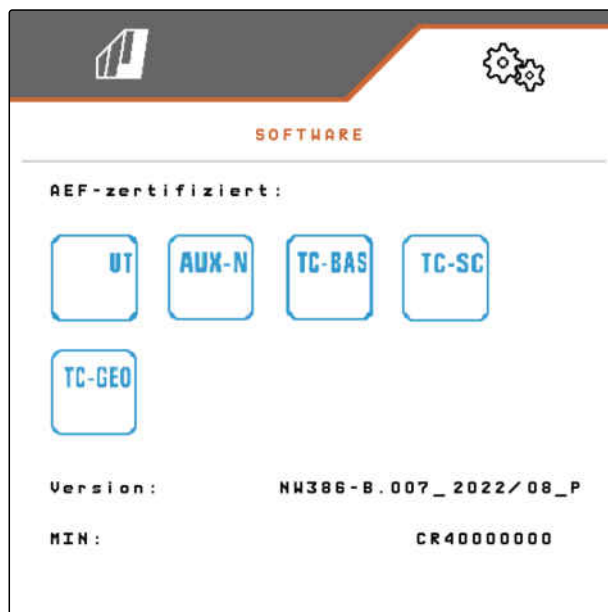 SOFTWARE
AEF-zertifiziert:
UT AUX-N TC-BAS TC-SC
TC-GEO
Version: NW386-B.007_2022/08_P
MIN: CR40000000